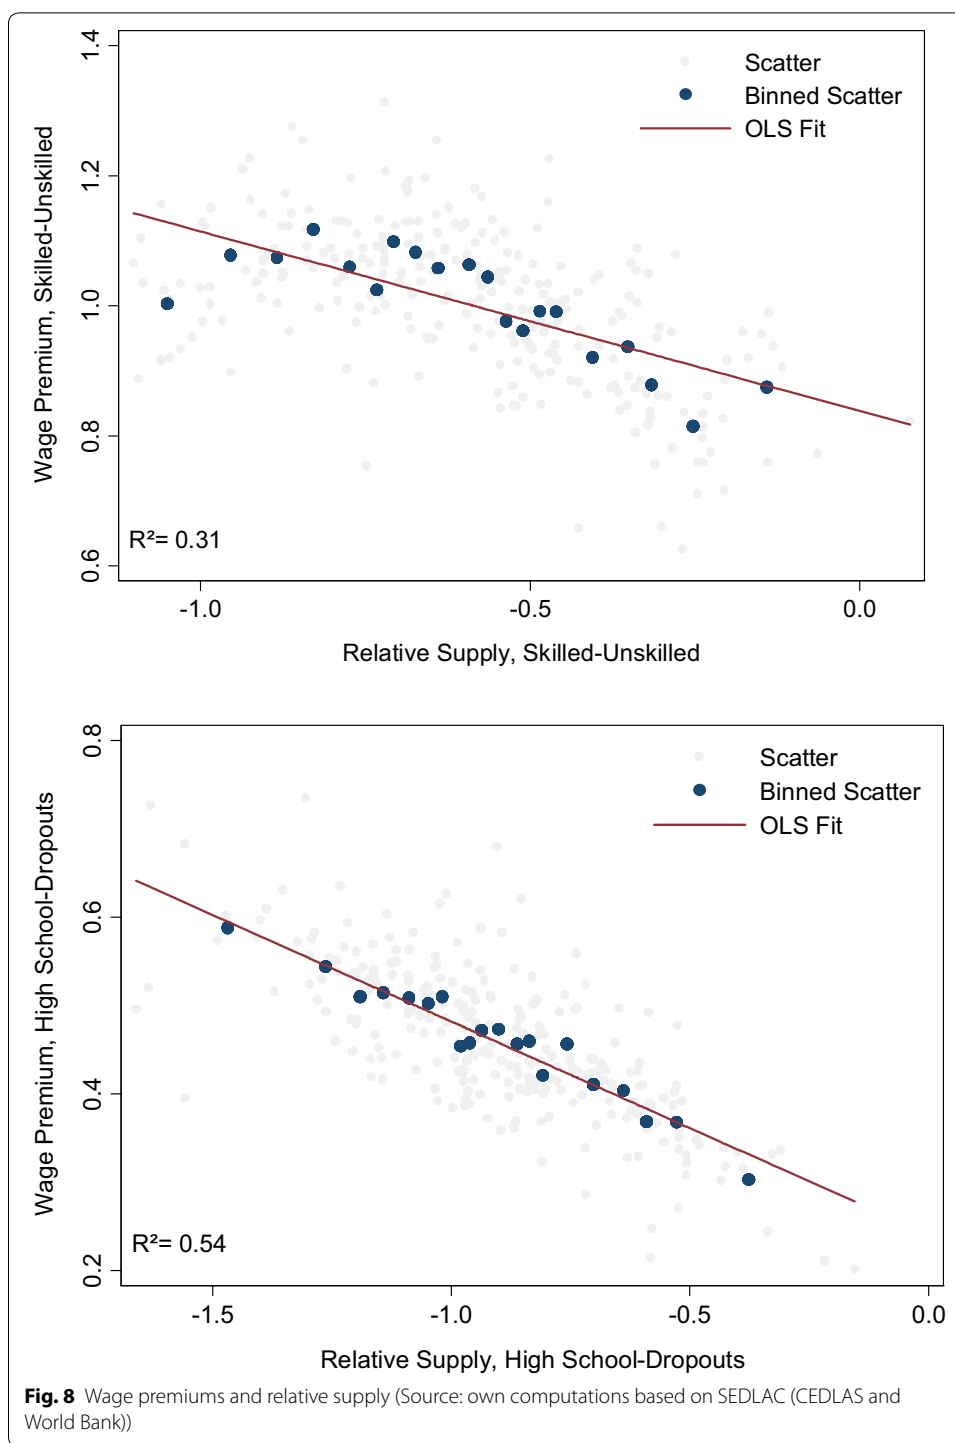 Scatter
Binned Scatter
OLS Fit
Wage Premium, Skilled-Unskilled
1.4
1.2
1.0
0.8
0.6
R²= 0.31
-1.0 -0.5 0.0
Relative Supply, Skilled-Unskilled
Scatter
Binned Scatter
OLS Fit
Wage Premium, High School-Dropouts
0.8
0.6
0.4
0.2
R²= 0.54
-1.5 -1.0 -0.5 0.0
Relative Supply, High School-Dropouts
Fig. 8 Wage premiums and relative supply (Source: own computations based on SEDLAC (CEDLAS and
World Bank))